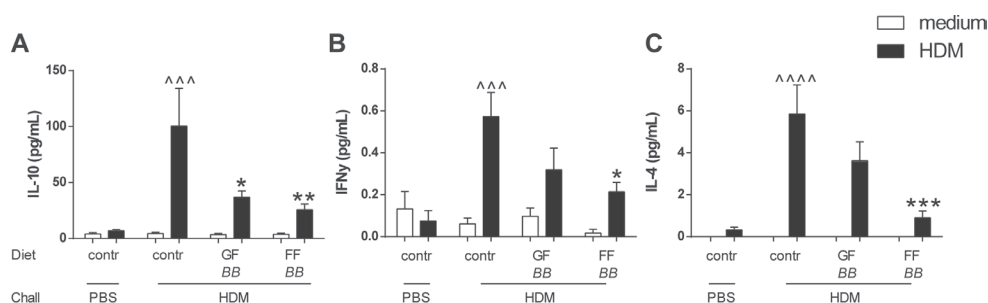 medium
HDM
A
B
C
IL-10 (pg/mL)
150
100
50
0
^^^
*
**
IFNγ (pg/mL)
0.8
0.6
0.4
0.2
0.0
^^^
*
IL-4 (pg/mL)
8
6
4
2
0
^^^^
***
Diet contr contr GF FF contr contr GF FF contr contr GF FF
BB BB BB BB BB BB
Chall PBS HDM PBS HDM PBS HDM